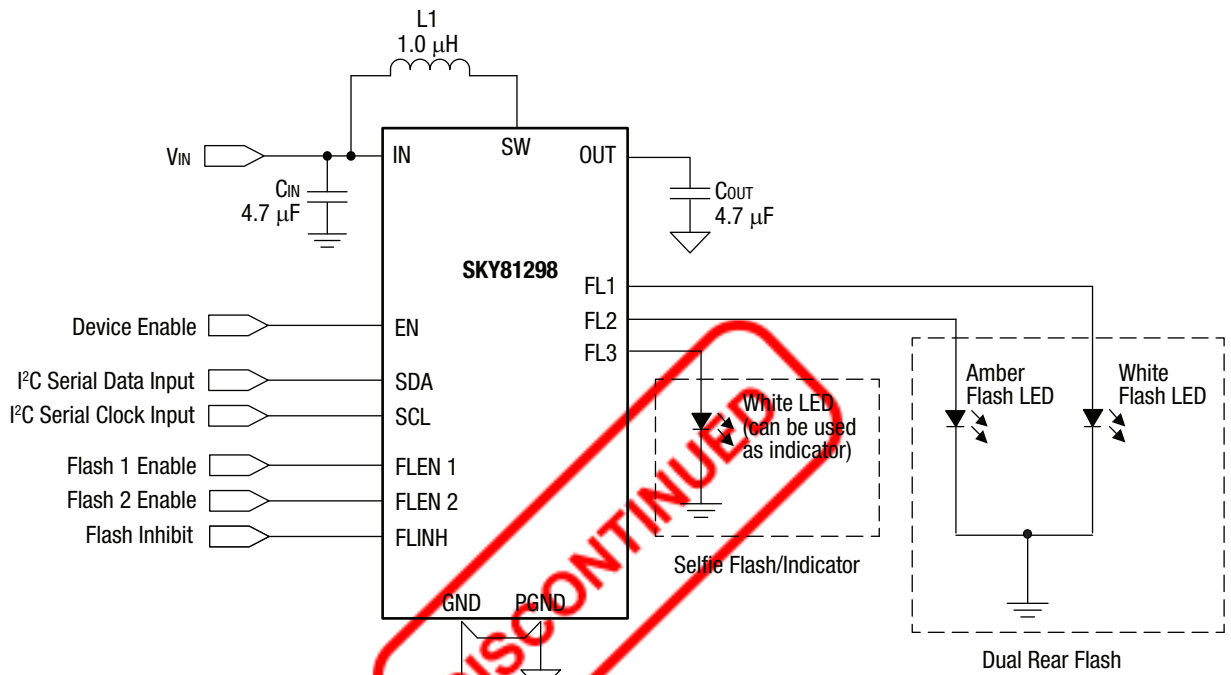 L1
1.0 μH
VIN
IN
SW
OUT
CIN
4.7 μF
COUT
4.7 μF
SKY81298
FL1
FL2
FL3
Device Enable
EN
I²C Serial Data Input
SDA
I²C Serial Clock Input
SCL
Flash 1 Enable
FLEN 1
Flash 2 Enable
FLEN 2
Flash Inhibit
FLINH
GND
PGND
White LED
(can be used
as indicator)
Selfie Flash/Indicator
Amber
Flash LED
White
Flash LED
Dual Rear Flash
DISCONTINUED